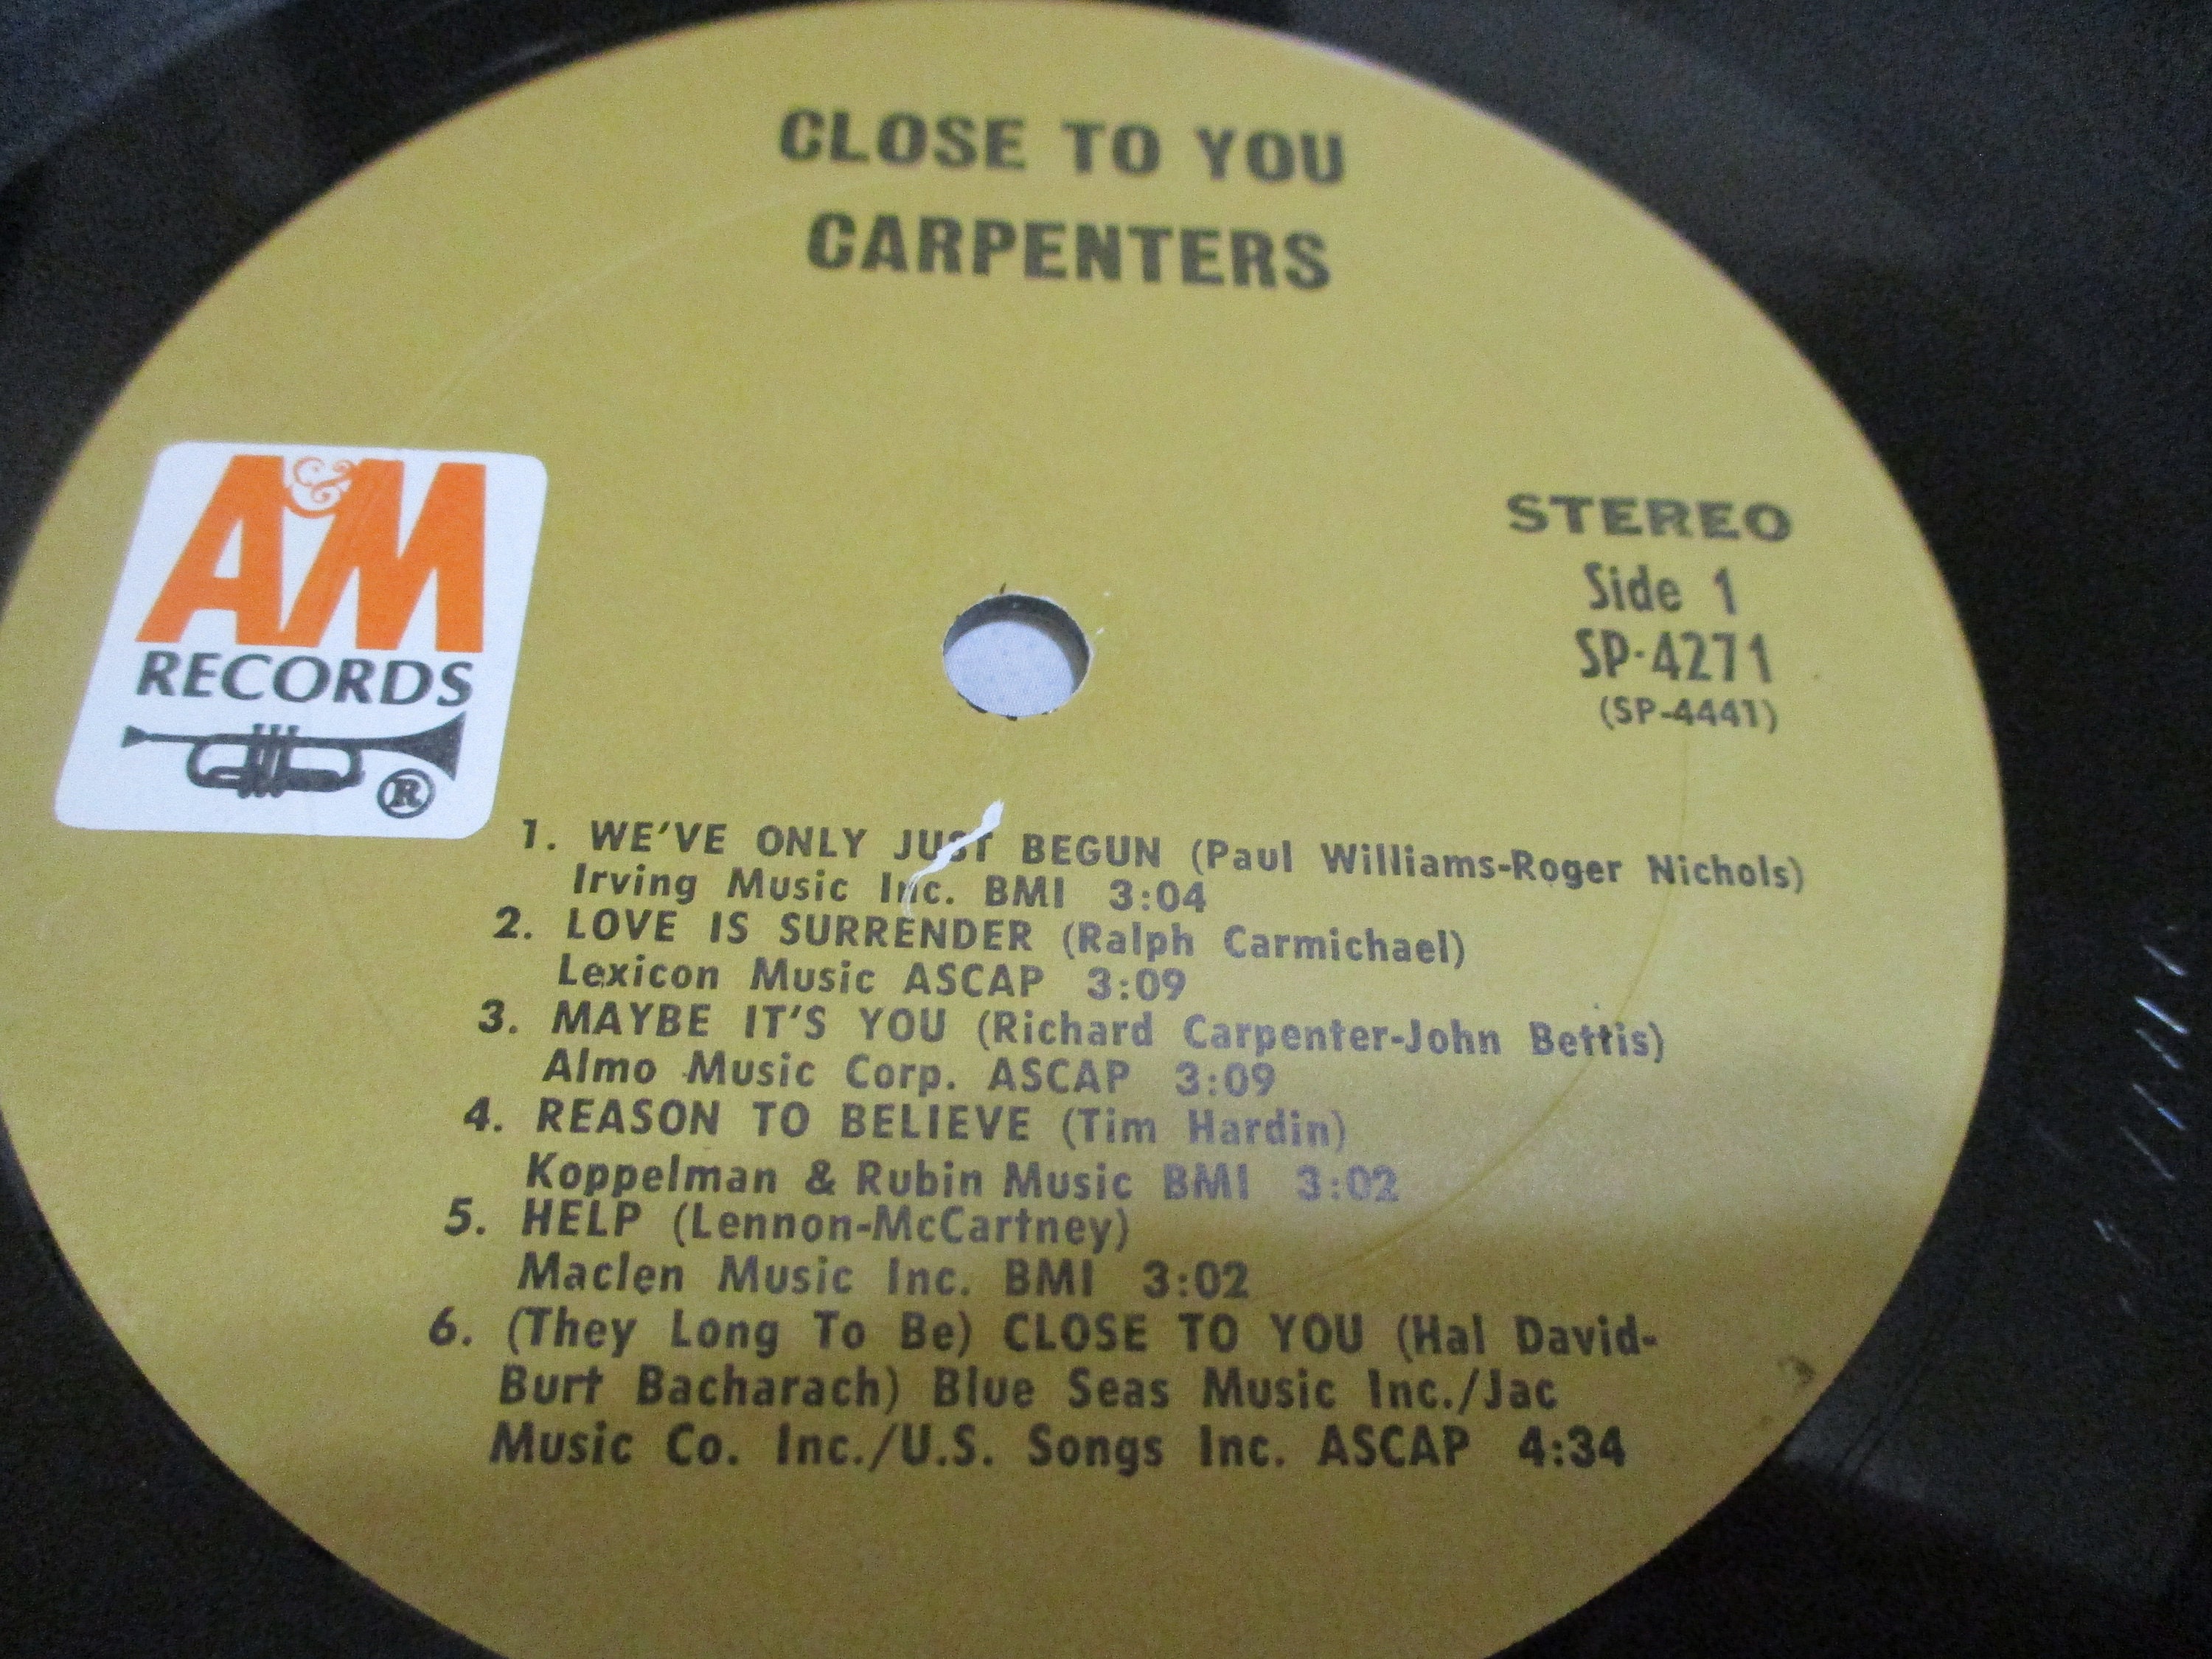 CLOSE TO YOU
CARPENTERS
A&M
RECORDS
®
STEREO
Side 1
SP-4271
(SP-4441)
1. WE'VE ONLY JUST BEGUN (Paul Williams-Roger Nichols)
Irving Music Inc. BMI 3:04
2. LOVE IS SURRENDER (Ralph Carmichael)
Lexicon Music ASCAP 3:09
3. MAYBE IT'S YOU (Richard Carpenter-John Bettis)
Almo Music Corp. ASCAP 3:09
4. REASON TO BELIEVE (Tim Hardin)
Koppelman & Rubin Music BMI 3:02
5. HELP (Lennon-McCartney)
Maclen Music Inc. BMI 3:02
6. (They Long To Be) CLOSE TO YOU (Hal David-
Burt Bacharach) Blue Seas Music Inc./Jac
Music Co. Inc./U.S. Songs Inc. ASCAP 4:34